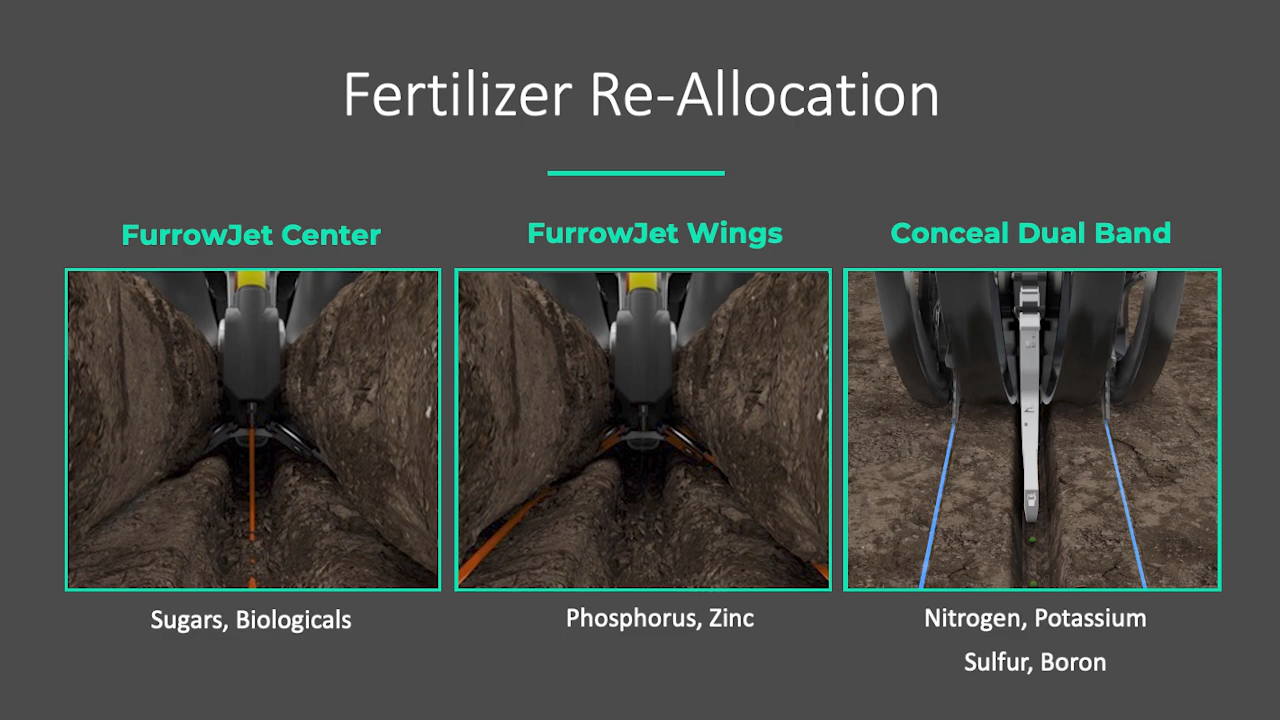 Fertilizer Re-Allocation
FurrowJet Center
FurrowJet Wings
Conceal Dual Band
Sugars, Biologicals
Phosphorus, Zinc
Nitrogen, Potassium
Sulfur, Boron